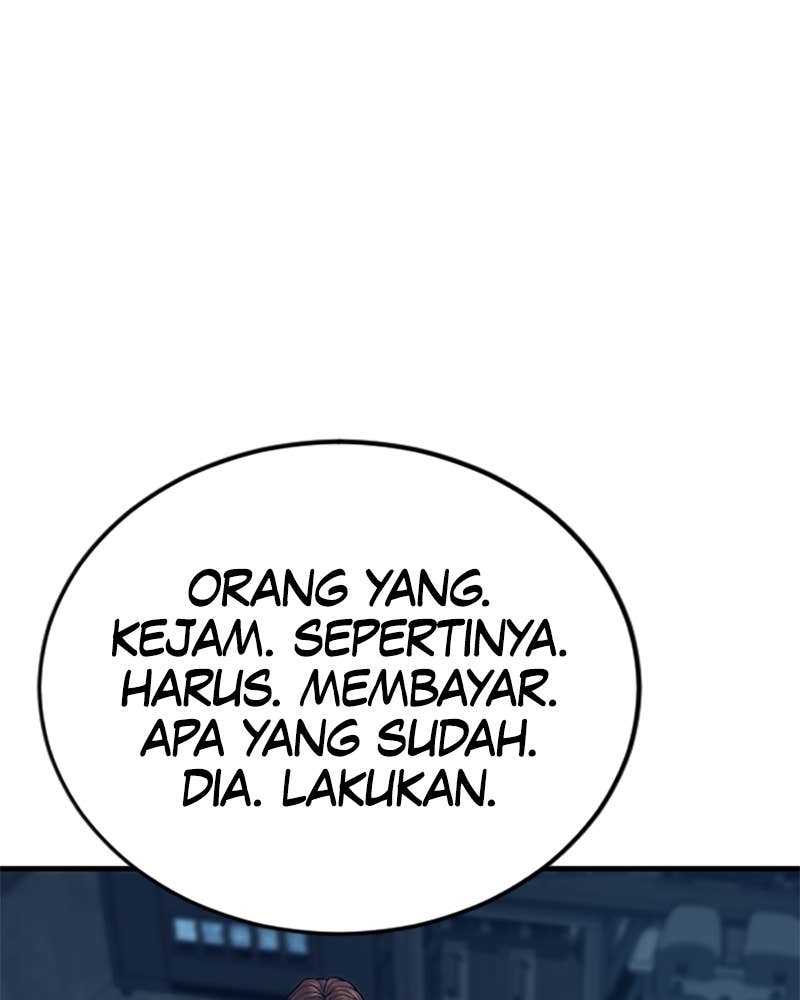 ORANG YANG.
KEJAM. SEPERTINYA.
HARUS. MEMBAYAR.
APA YANG SUDAH.
DIA. LAKUKAN.